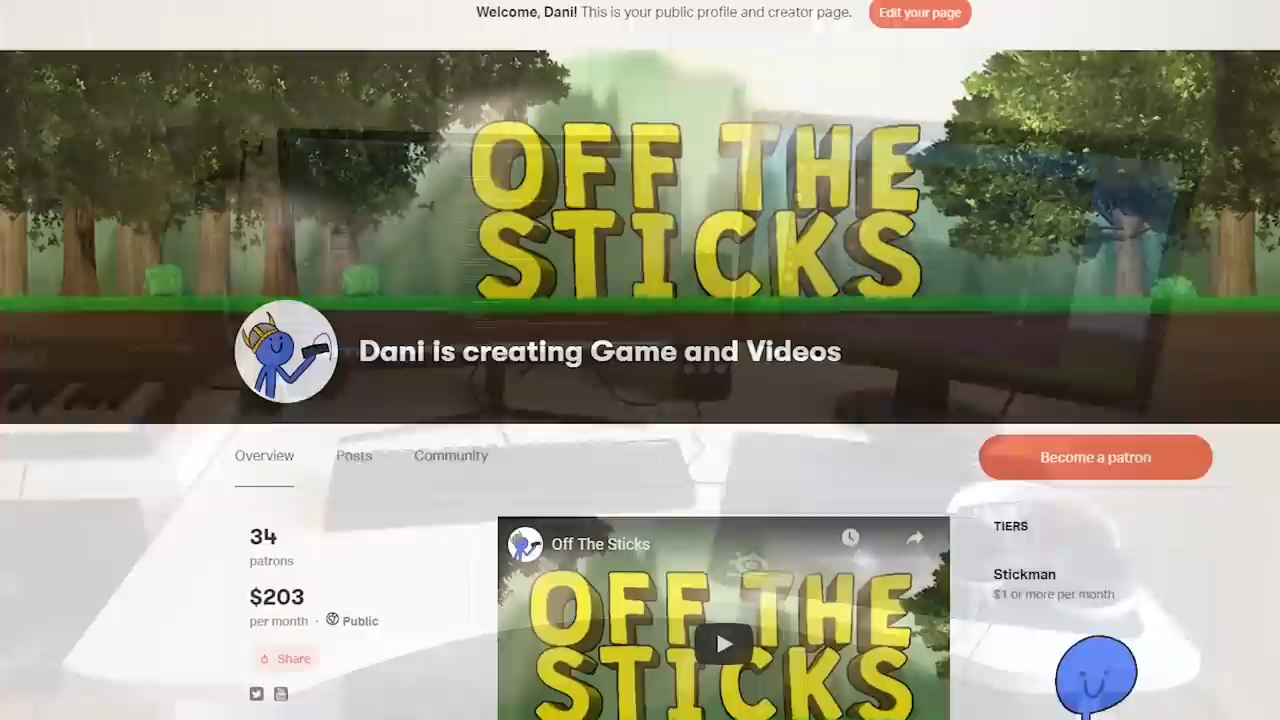 Welcome, Dani! This is your public profile and creator page.
Edit your page
OFF THE
STICKS
Dani is creating Game and Videos
Overview
Posts
Community
Become a patron
34
patrons
$203
per month · Public
Share
Off The Sticks
OFF THE
STICKS
TIERS
Stickman
$1 or more per month